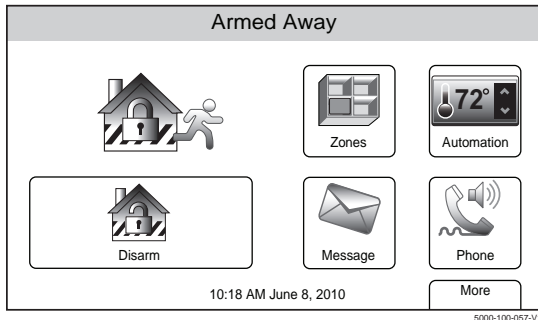 Armed Away
72°
Zones
Automation
Disarm
Message
Phone
10:18 AM June 8, 2010
More
5000-100-057-V